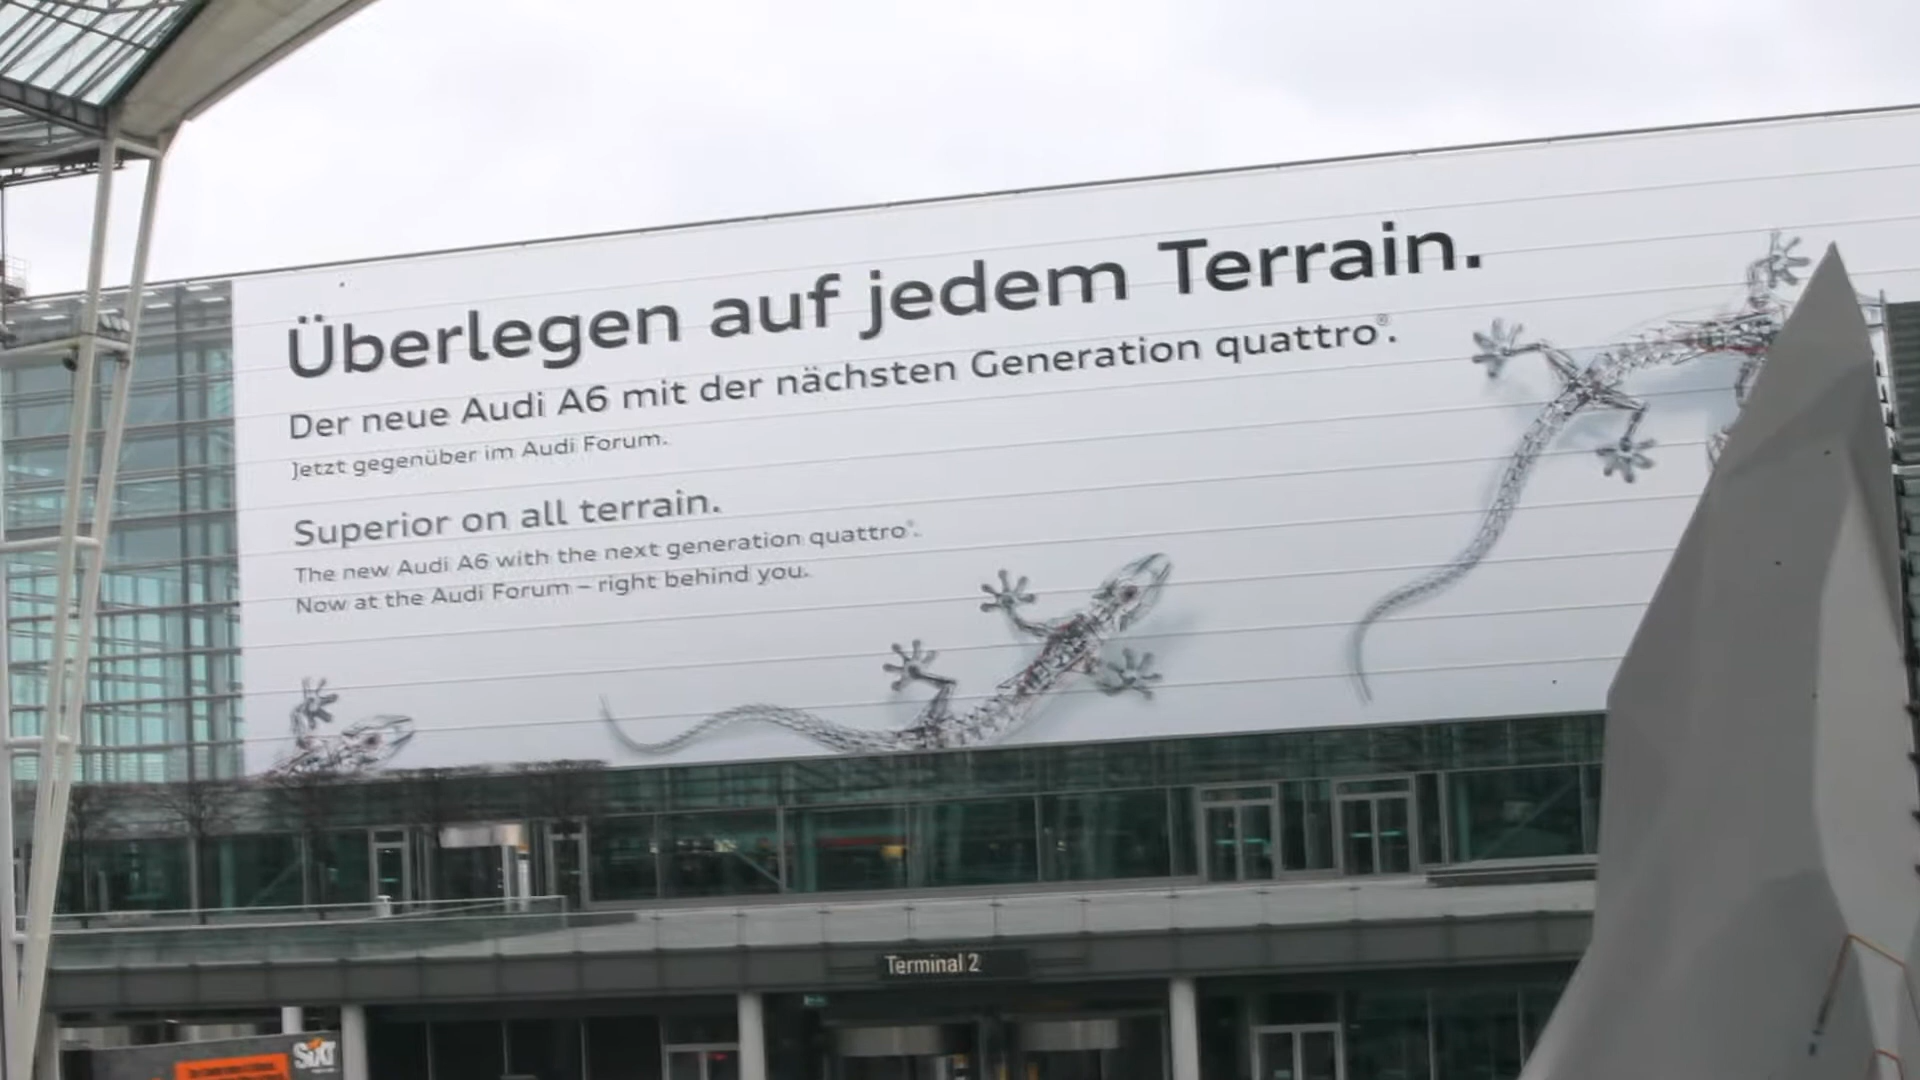 Überlegen auf jedem Terrain.
Der neue Audi A6 mit der nächsten Generation quattro®.
Jetzt gegenüber im Audi Forum.
Superior on all terrain.
The new Audi A6 with the next generation quattro®.
Now at the Audi Forum – right behind you.
Terminal 2
Sixt